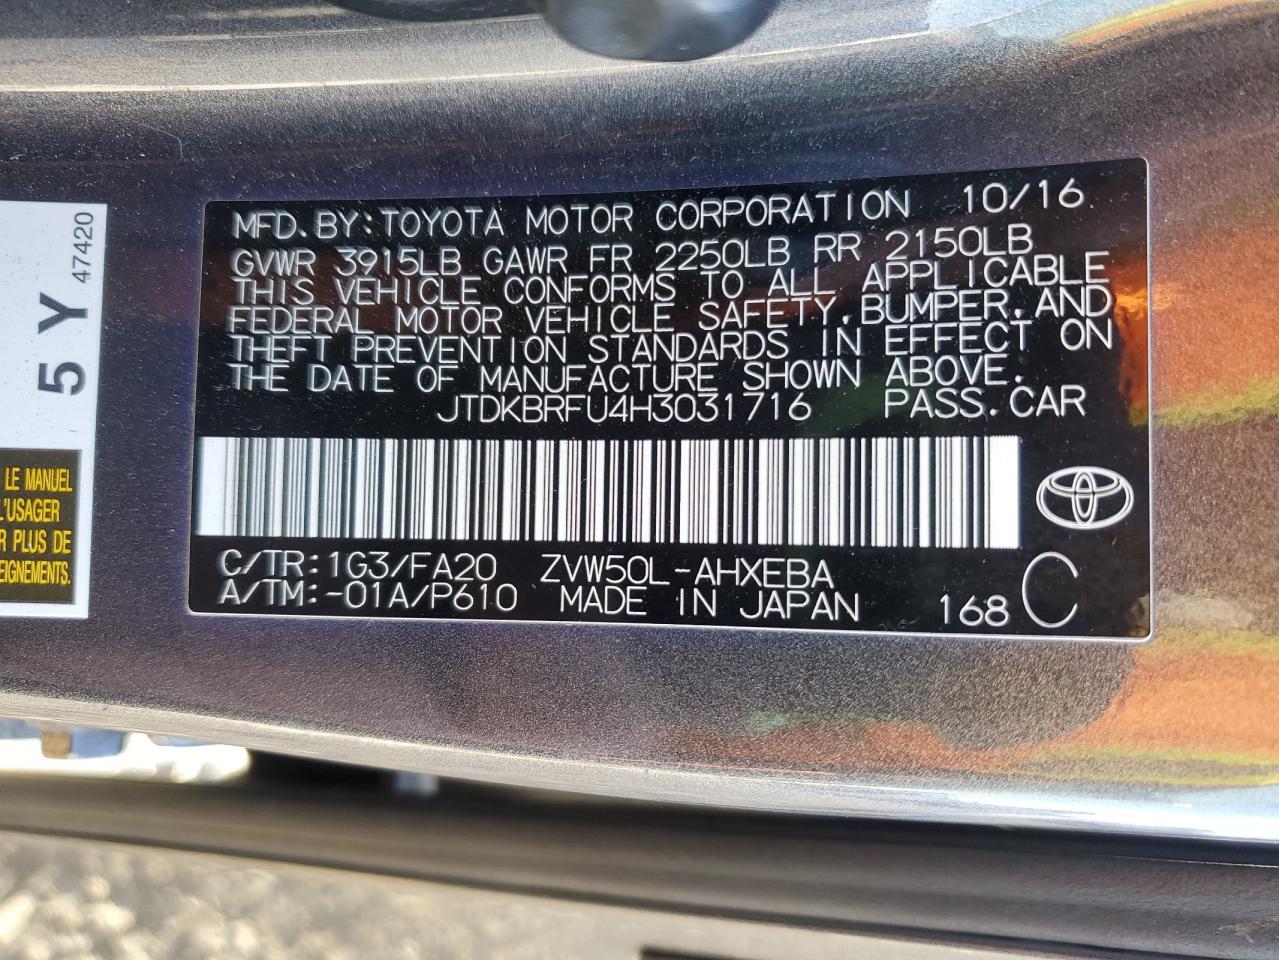 47420
5 Y
LE MANUEL
L'USAGER
R PLUS DE
EIGNEMENTS.
MFD. BY: TOYOTA MOTOR CORPORATION 10/16
GVWR 3915LB GAWR FR 2250LB RR 2150LB
THIS VEHICLE CONFORMS TO ALL APPLICABLE
FEDERAL MOTOR VEHICLE SAFETY, BUMPER, AND
THEFT PREVENTION STANDARDS IN EFFECT ON
THE DATE OF MANUFACTURE SHOWN ABOVE.
JTDKBRFU4H3031716 PASS. CAR
C/TR: 1G3/FA20 ZVW50L-AHXEBA
A/TM: -01A/P610 MADE IN JAPAN 168 C